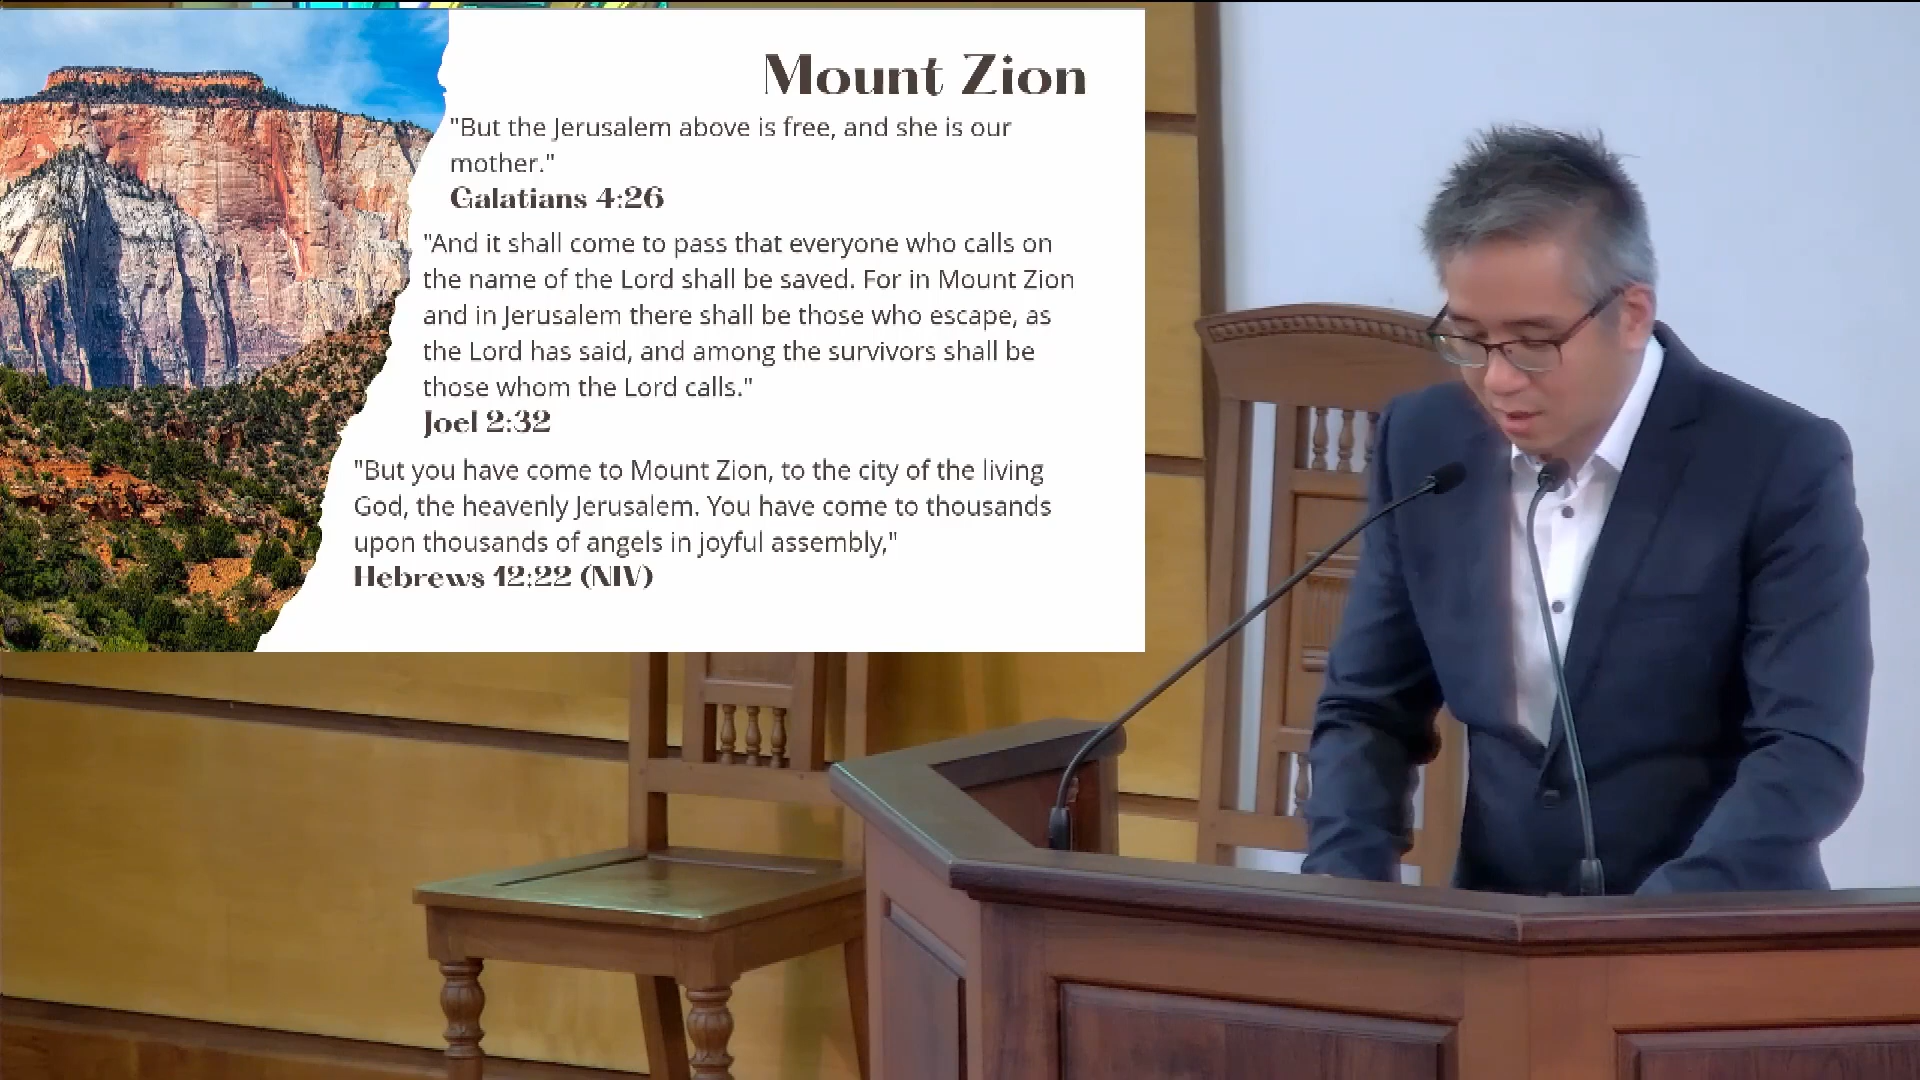 Mount Zion
"But the Jerusalem above is free, and she is our
mother."
Galatians 4:26
"And it shall come to pass that everyone who calls on
the name of the Lord shall be saved. For in Mount Zion
and in Jerusalem there shall be those who escape, as
the Lord has said, and among the survivors shall be
those whom the Lord calls."
Joel 2:32
"But you have come to Mount Zion, to the city of the living
God, the heavenly Jerusalem. You have come to thousands
upon thousands of angels in joyful assembly,"
Hebrews 12:22 (NIV)